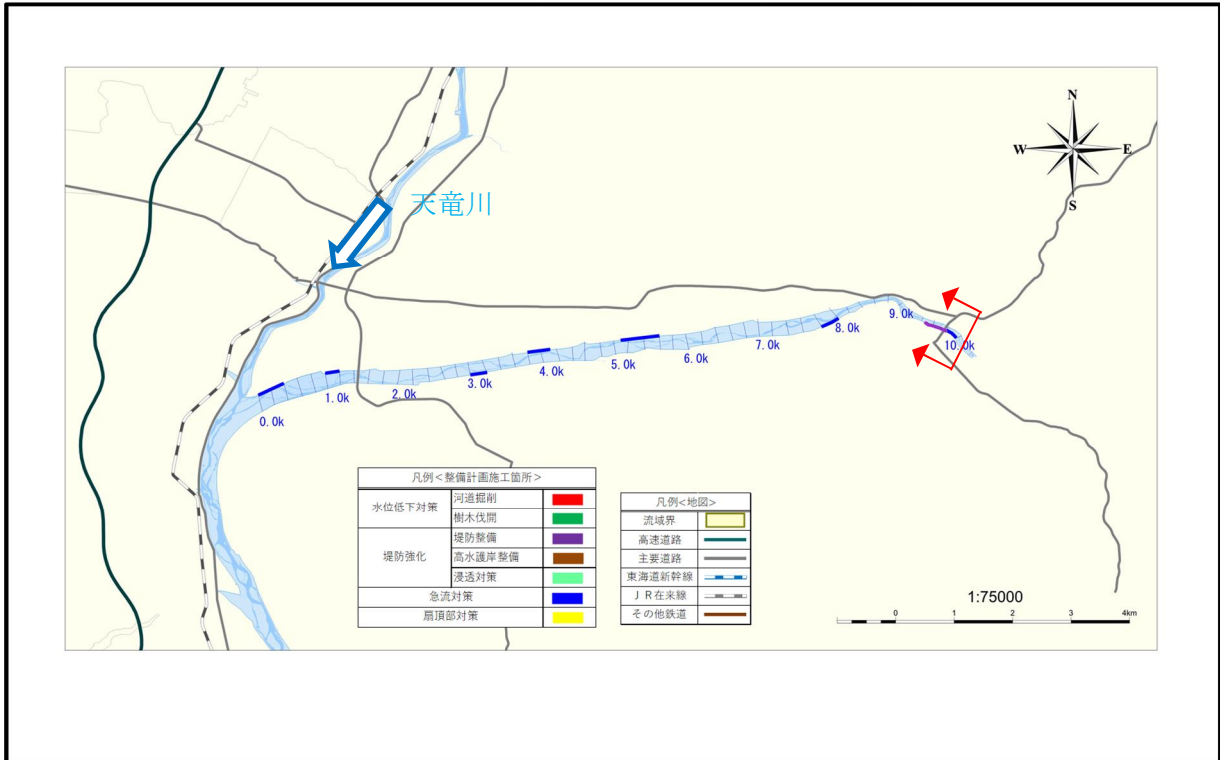 N
W
E
S
天竜川
9.0k
8.0k
10.0k
7.0k
6.0k
5.0k
4.0k
3.0k
2.0k
1.0k
0.0k
凡例<整備計画施工箇所>
水位低下対策
河道掘削
樹木伐開
堤防強化
堤防整備
高水護岸整備
浸透対策
急流対策
扇頂部対策
凡例<地図>
流域界
高速道路
主要道路
東海道新幹線
ＪＲ在来線
その他鉄道
1:75000
0 1 2 3 4km